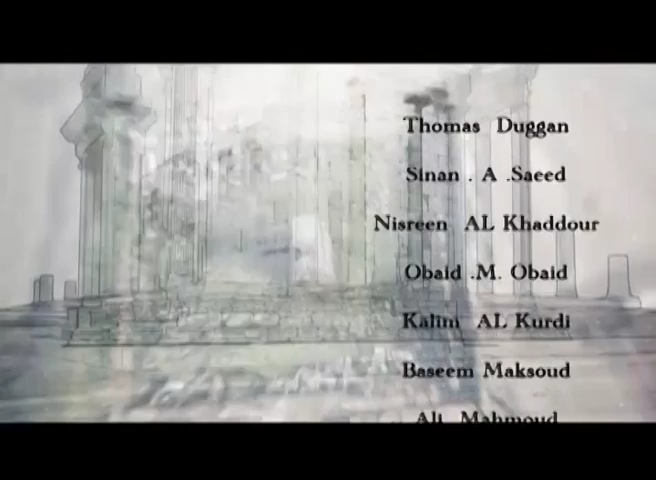 Thomas Duggan
Sinan . A .Saeed
Nisreen AL Khaddour
Obaid .M. Obaid
Kalim AL Kurdi
Baseem Maksoud
Ali Mahmoud